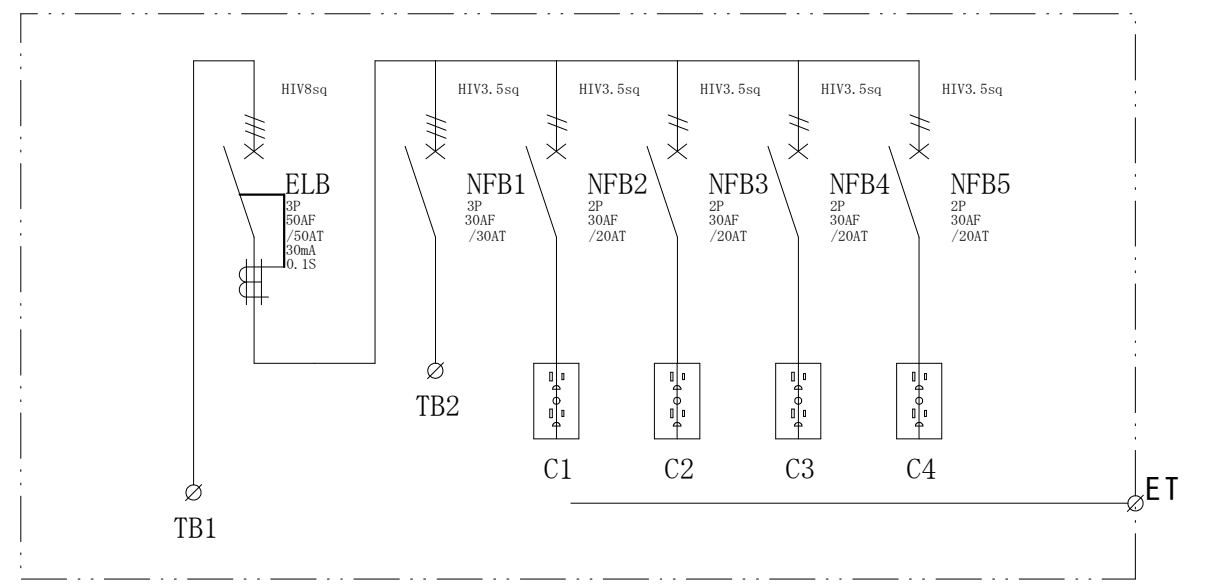 HIV8sq
HIV3.5sq
HIV3.5sq
HIV3.5sq
HIV3.5sq
HIV3.5sq
ELB
3P
50AF
/50AT
30mA
0.1S
NFB1
3P
30AF
/30AT
NFB2
2P
30AF
/20AT
NFB3
2P
30AF
/20AT
NFB4
2P
30AF
/20AT
NFB5
2P
30AF
/20AT
TB2
C1
C2
C3
C4
ET
TB1